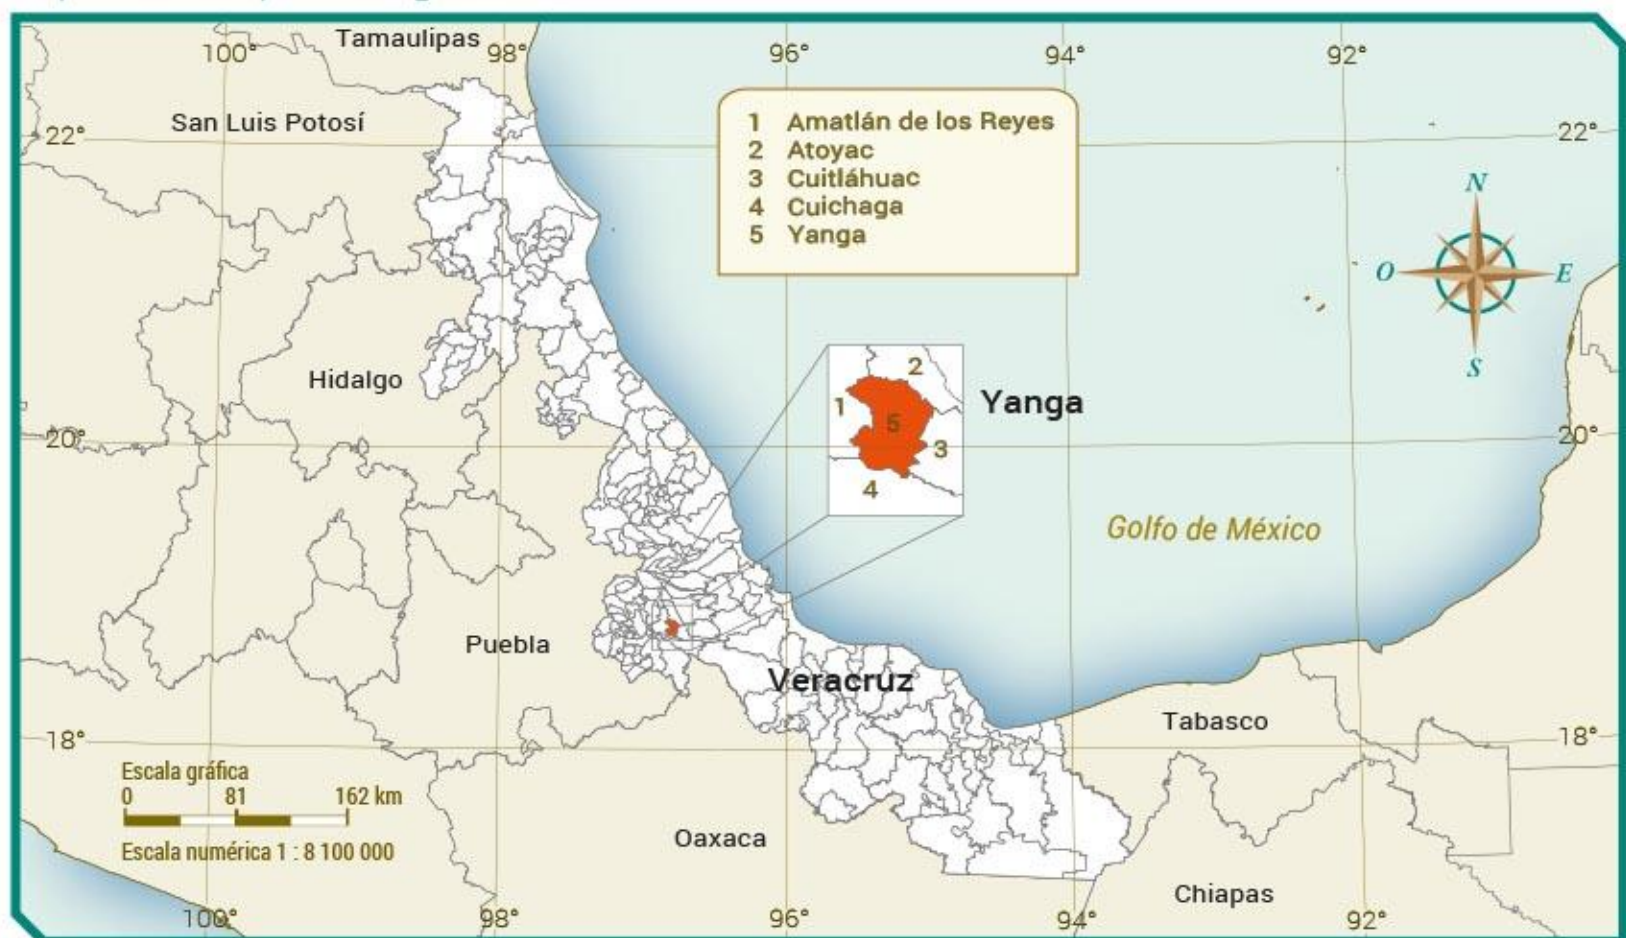 Tamaulipas
100° 98° 96° 94° 92°
San Luis Potosí
22° 22°
1 Amatlán de los Reyes
2 Atoyac
3 Cuitláhuac
4 Cuichaga
5 Yanga
N
O E
S
Hidalgo
2
1
5
3
4
Yanga
20° 20°
Golfo de México
Puebla
Veracruz
Tabasco
18° 18°
Escala gráfica
0 81 162 km
Escala numérica 1 : 8 100 000
Oaxaca
Chiapas
100° 98° 96° 94° 92°